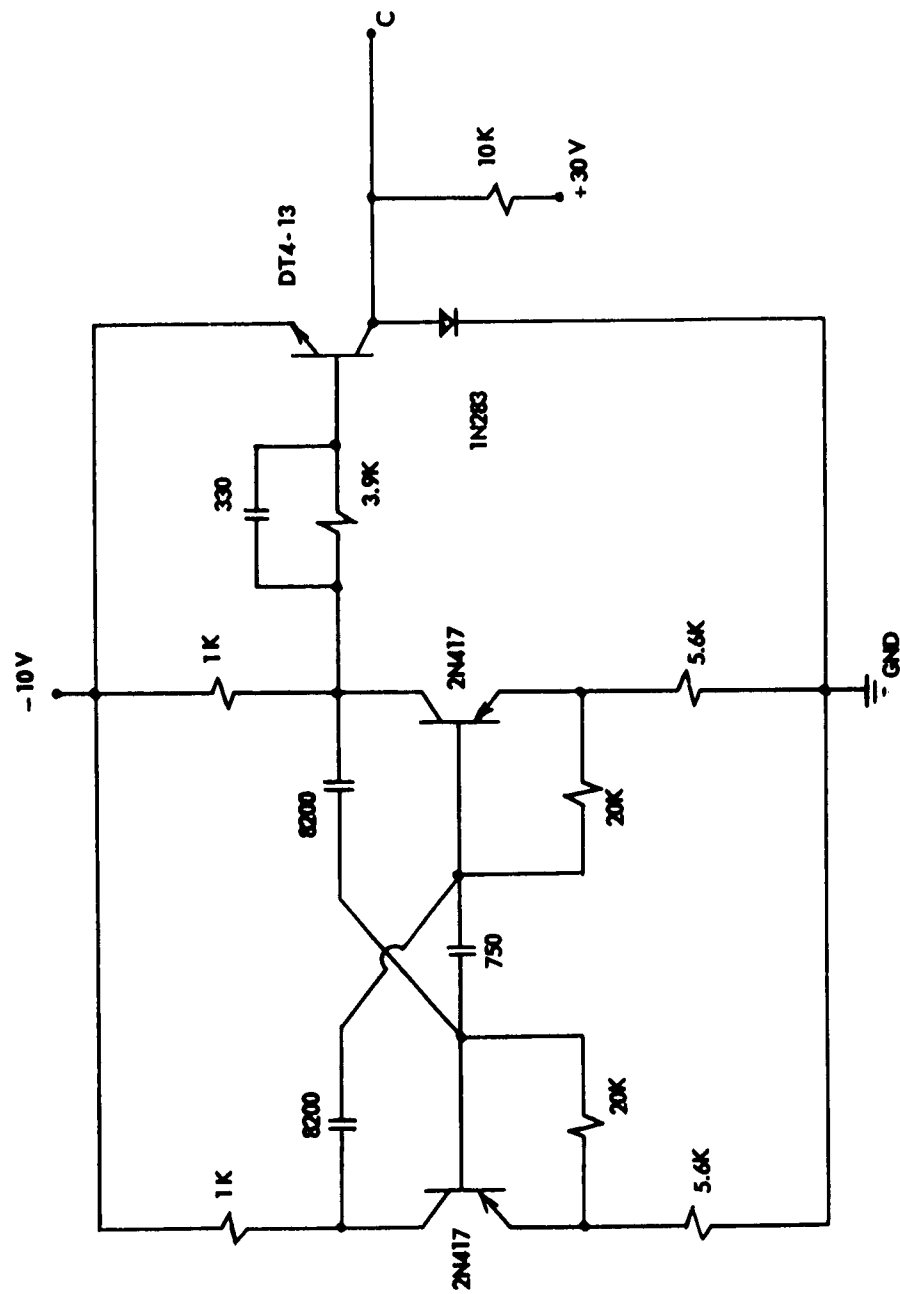 -10V
1K
1K
8200
8200
330
3.9K
DT4-13
C
10K
+30V
1N283
2N417
2N417
750
20K
20K
5.6K
5.6K
GND